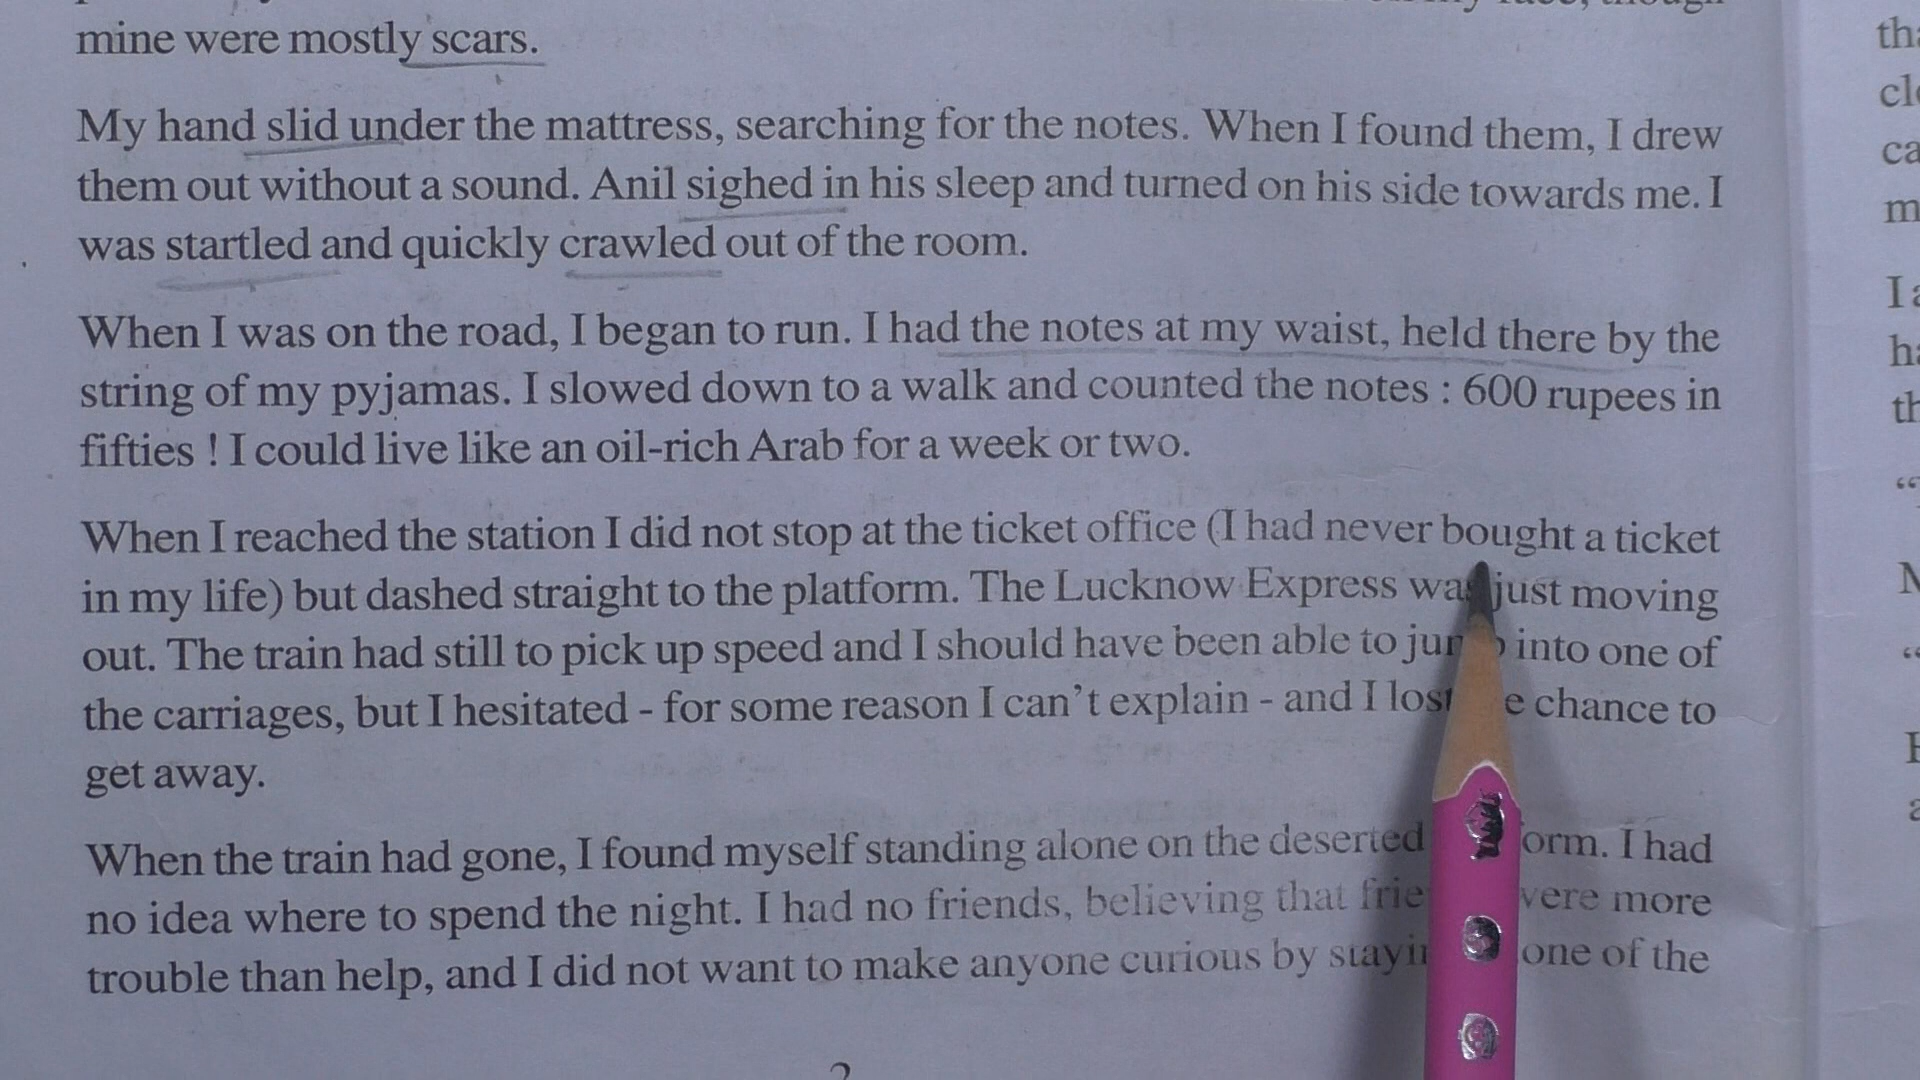 mine were mostly scars.
My hand slid under the mattress, searching for the notes. When I found them, I drew
them out without a sound. Anil sighed in his sleep and turned on his side towards me. I
was startled and quickly crawled out of the room.
When I was on the road, I began to run. I had the notes at my waist, held there by the
string of my pyjamas. I slowed down to a walk and counted the notes : 600 rupees in
fifties ! I could live like an oil-rich Arab for a week or two.
When I reached the station I did not stop at the ticket office (I had never bought a ticket
in my life) but dashed straight to the platform. The Lucknow Express was just moving
out. The train had still to pick up speed and I should have been able to into one of
the carriages, but I hesitated - for some reason I can't explain - and I chance to
get away.
When the train had gone, I found myself standing alone on the deserted I had
no idea where to spend the night. I had no friends, believing that more
trouble than help, and I did not want to make anyone curious by one of the